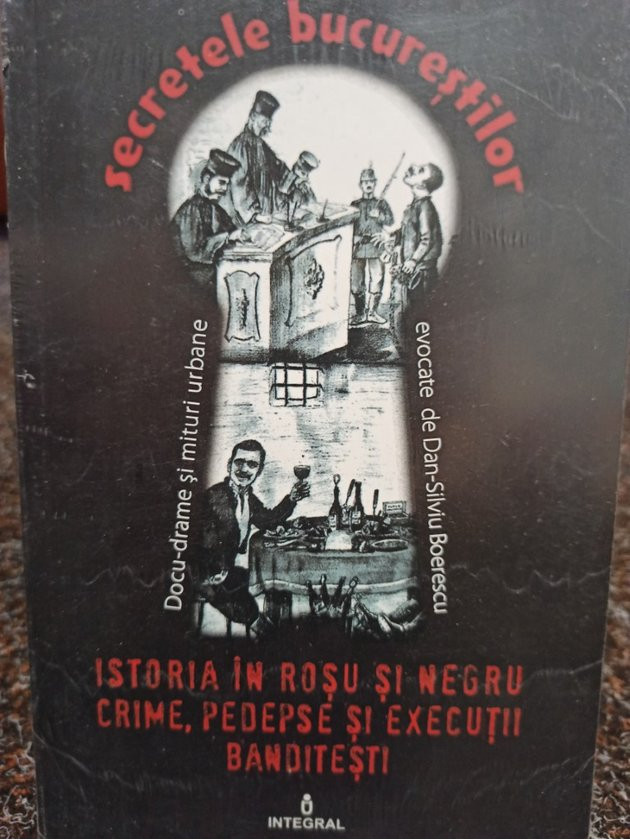 secretele bucureștilor
Docu-drame și mituri urbane
evocate de Dan-Silviu Boerescu
ISTORIA ÎN ROȘU ȘI NEGRU
CRIME, PEDEPSE ȘI EXECUȚII
BANDITEȘTI
INTEGRAL